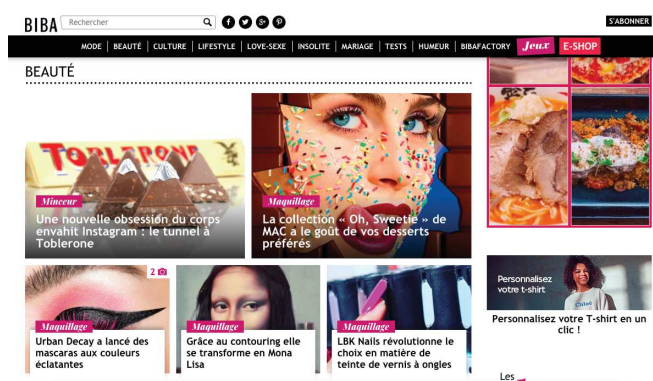 BIBA Rechercher
S'ABONNER
MODE | BEAUTÉ | CULTURE | LIFESTYLE | LOVE-SEXE | INSOLITE | MARIAGE | TESTS | HUMEUR | BIBAFACTORY Jeux E-SHOP
BEAUTÉ
TOBLERONE
Minceur
Une nouvelle obsession du corps
envahit Instagram : le tunnel à
Toblerone
Maquillage
La collection « Oh, Sweetie » de
MAC a le goût de vos desserts
préférés
2
Maquillage
Urban Decay a lancé des
mascaras aux couleurs
éclatantes
Maquillage
Grâce au contouring elle
se transforme en Mona
Lisa
Maquillage
LBK Nails révolutionne le
choix en matière de
teinte de vernis à ongles
Personnalisez
votre t-shirt
Chloé
Personnalisez votre T-shirt en un
clic !
Les